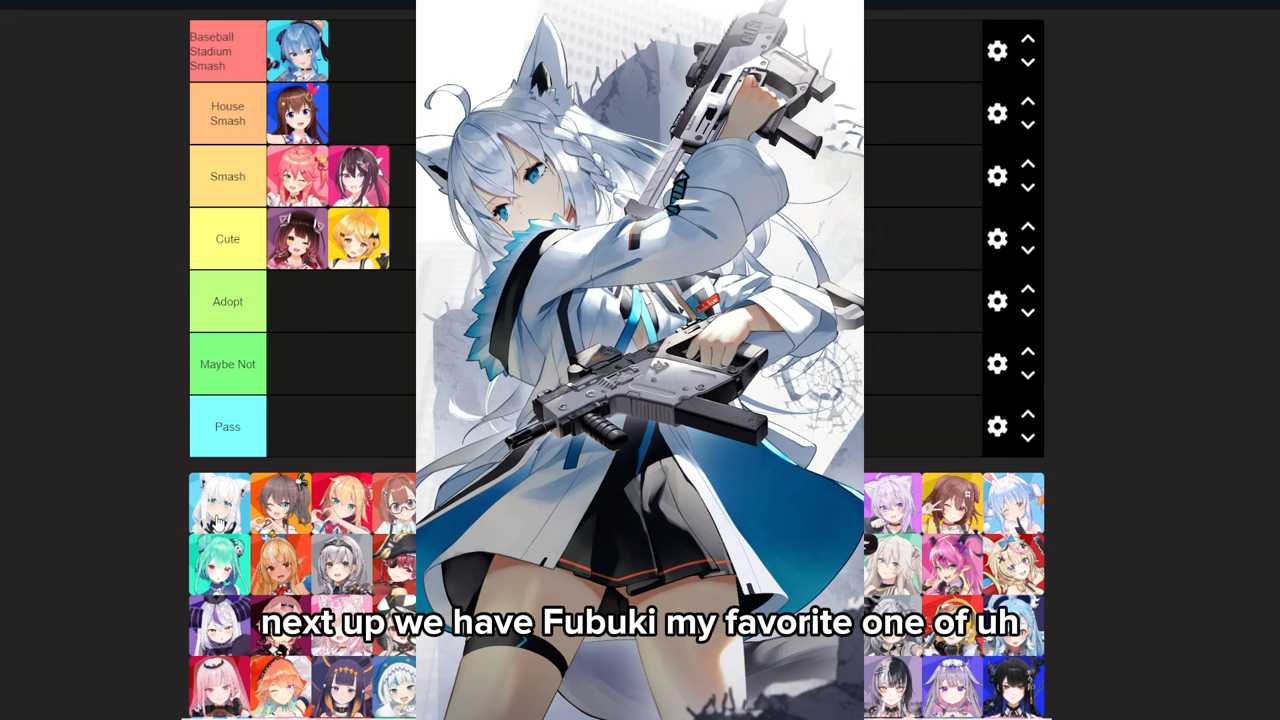 Baseball
Stadium
Smash
House
Smash
Smash
Cute
Adopt
Maybe Not
Pass
next up we have Fubuki my favorite one of uh